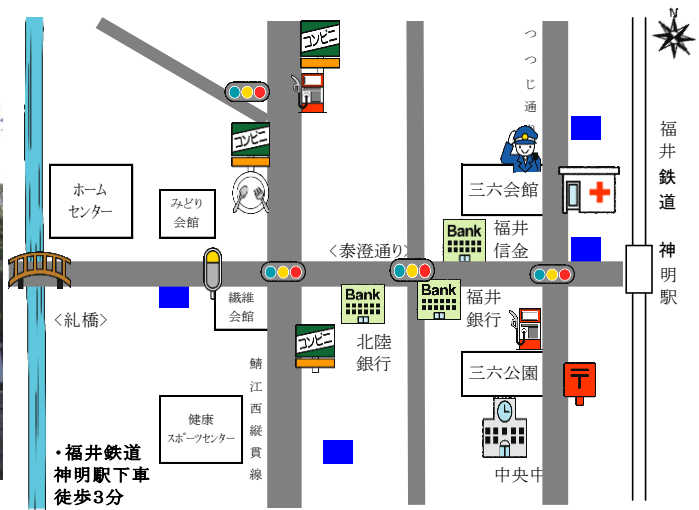 N
コンビニ
つつじ通
コンビニ
福井鉄道
ホーム
センター
みどり
会館
三六会館
Bank
福井
信金
<泰澄通り>
神明駅
<糺橋>
繊維
会館
Bank
Bank
福井
銀行
コンビニ
北陸
銀行
鯖江西縦貫線
三六公園
〒
健康
スポーツセンター
中央中
・福井鉄道
神明駅下車
徒歩3分